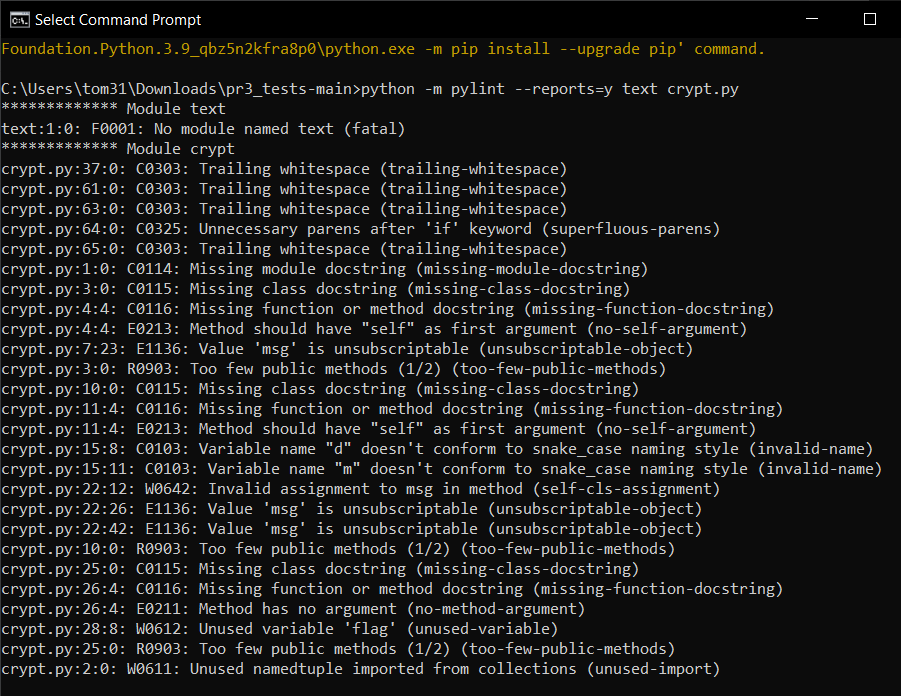 Select Command Prompt
Foundation.Python.3.9_qbz5n2kfra8p0\python.exe -m pip install --upgrade pip' command.
C:\Users\tom31\Downloads\pr3_tests-main>python -m pylint --reports=y text crypt.py
************* Module text
text:1:0: F0001: No module named text (fatal)
************* Module crypt
crypt.py:37:0: C0303: Trailing whitespace (trailing-whitespace)
crypt.py:61:0: C0303: Trailing whitespace (trailing-whitespace)
crypt.py:63:0: C0303: Trailing whitespace (trailing-whitespace)
crypt.py:64:0: C0325: Unnecessary parens after 'if' keyword (superfluous-parens)
crypt.py:65:0: C0303: Trailing whitespace (trailing-whitespace)
crypt.py:1:0: C0114: Missing module docstring (missing-module-docstring)
crypt.py:3:0: C0115: Missing class docstring (missing-class-docstring)
crypt.py:4:4: C0116: Missing function or method docstring (missing-function-docstring)
crypt.py:4:4: E0213: Method should have "self" as first argument (no-self-argument)
crypt.py:7:23: E1136: Value 'msg' is unsubscriptable (unsubscriptable-object)
crypt.py:3:0: R0903: Too few public methods (1/2) (too-few-public-methods)
crypt.py:10:0: C0115: Missing class docstring (missing-class-docstring)
crypt.py:11:4: C0116: Missing function or method docstring (missing-function-docstring)
crypt.py:11:4: E0213: Method should have "self" as first argument (no-self-argument)
crypt.py:15:8: C0103: Variable name "d" doesn't conform to snake_case naming style (invalid-name)
crypt.py:15:11: C0103: Variable name "m" doesn't conform to snake_case naming style (invalid-name)
crypt.py:22:12: W0642: Invalid assignment to msg in method (self-cls-assignment)
crypt.py:22:26: E1136: Value 'msg' is unsubscriptable (unsubscriptable-object)
crypt.py:22:42: E1136: Value 'msg' is unsubscriptable (unsubscriptable-object)
crypt.py:10:0: R0903: Too few public methods (1/2) (too-few-public-methods)
crypt.py:25:0: C0115: Missing class docstring (missing-class-docstring)
crypt.py:26:4: C0116: Missing function or method docstring (missing-function-docstring)
crypt.py:26:4: E0211: Method has no argument (no-method-argument)
crypt.py:28:8: W0612: Unused variable 'flag' (unused-variable)
crypt.py:25:0: R0903: Too few public methods (1/2) (too-few-public-methods)
crypt.py:2:0: W0611: Unused namedtuple imported from collections (unused-import)